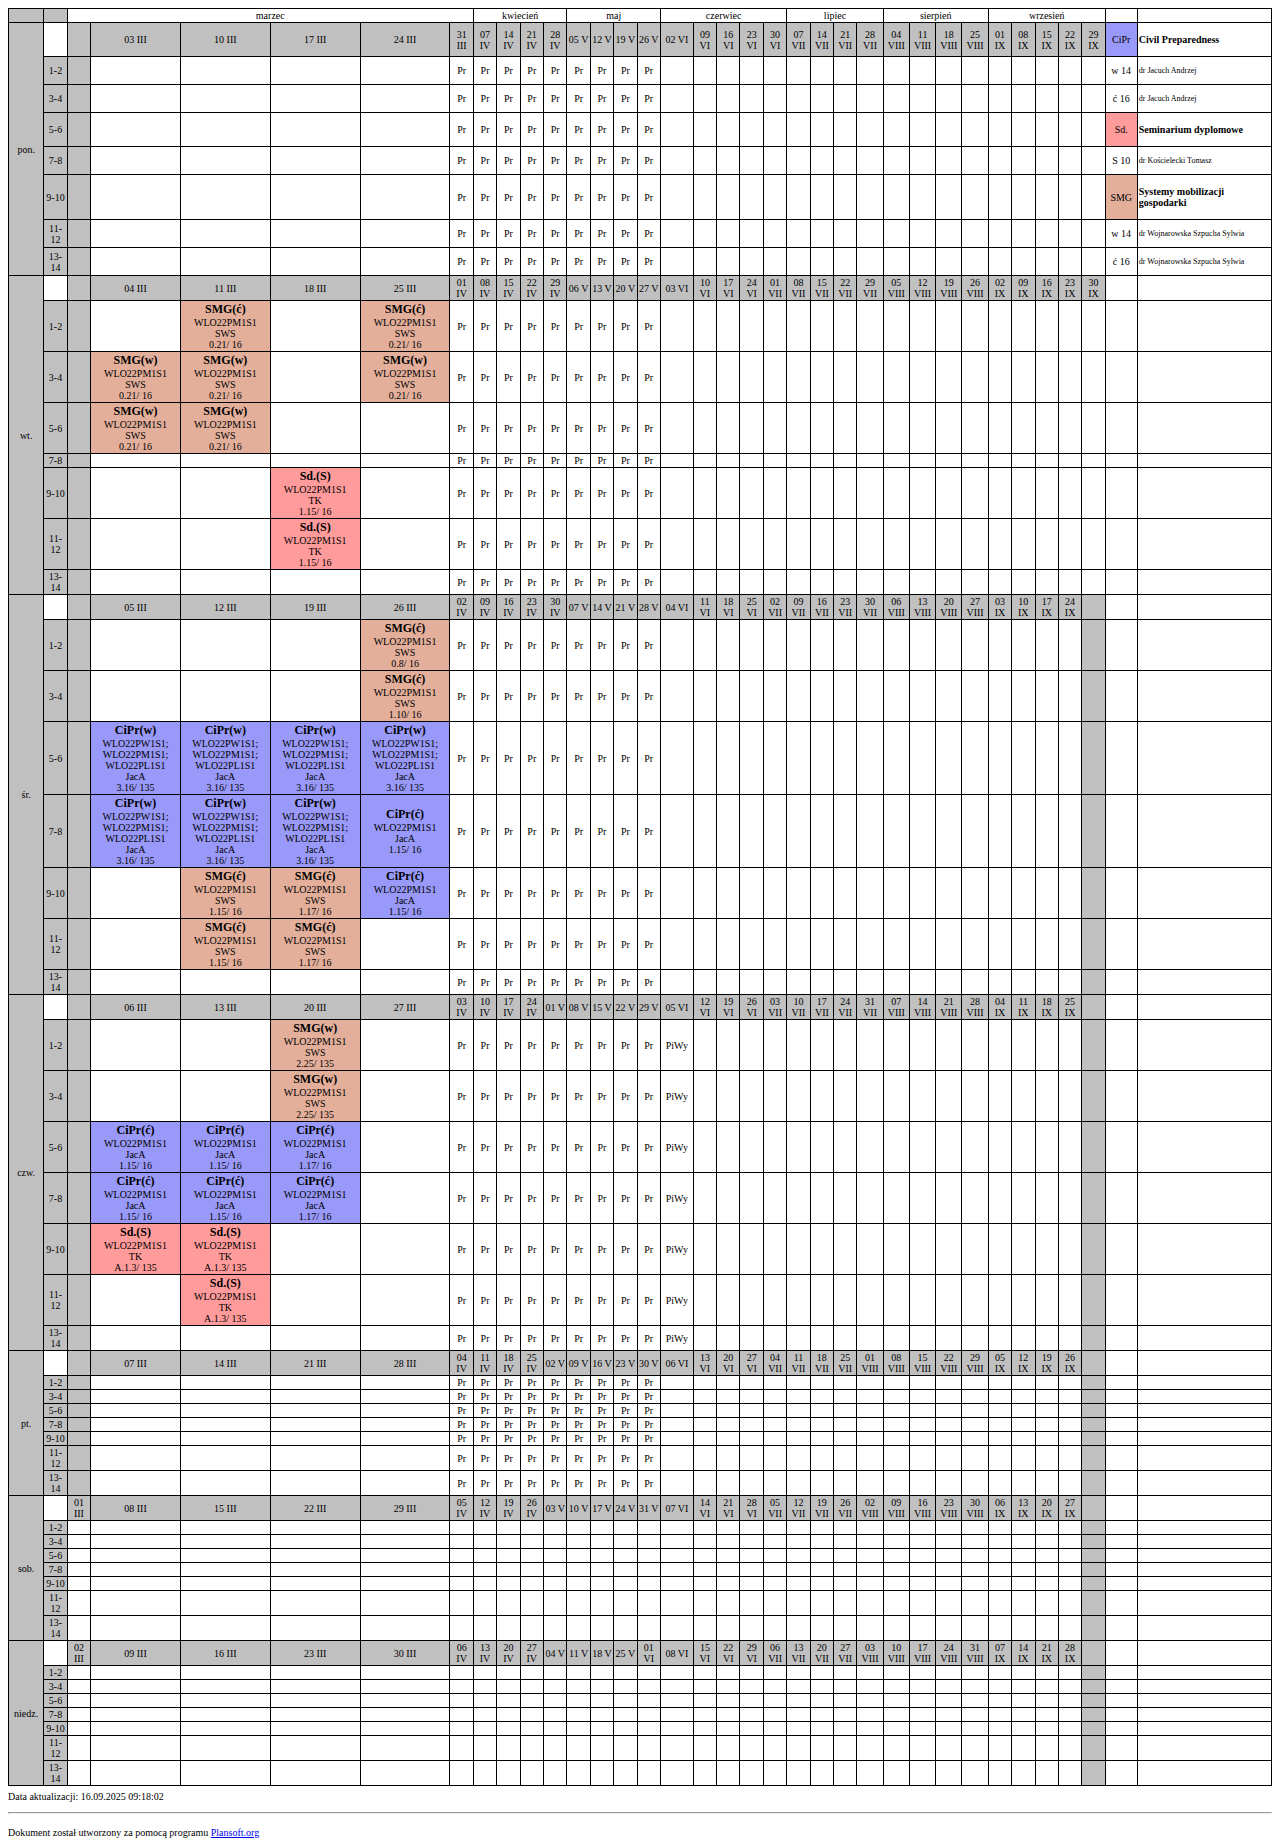 marzec kwiecień maj czerwec lipiec sierpień wrzesień
pon. 03 III 10 III 17 III 24 III 31 III 07 IV 14 IV 21 IV 28 IV 05 V 12 V 19 V 26 V 02 VI 09 VI 16 VI 23 VI 30 VI 07 VII 14 VII 21 VII 28 VII 04 VIII 11 VIII 18 VIII 25 VIII 01 IX 08 IX 15 IX 22 IX 29 IX CiPr Civil Preparedness
1-2 Pr Pr Pr Pr Pr Pr Pr Pr Pr w 14 dr Jacuch Andrzej
3-4 Pr Pr Pr Pr Pr Pr Pr Pr Pr ć 16 dr Jacuch Andrzej
5-6 Pr Pr Pr Pr Pr Pr Pr Pr Pr Sd. Seminarium dyplomowe
7-8 Pr Pr Pr Pr Pr Pr Pr Pr Pr S 10 dr Kościelecki Tomasz
9-10 Pr Pr Pr Pr Pr Pr Pr Pr Pr SMG Systemy mobilizacji gospodarki
11-12 Pr Pr Pr Pr Pr Pr Pr Pr Pr w 14 dr Wojnarowska Szpucha Sylwia
13-14 Pr Pr Pr Pr Pr Pr Pr Pr Pr ć 16 dr Wojnarowska Szpucha Sylwia
wt. 04 III 11 III 18 III 25 III 01 IV 08 IV 15 IV 22 IV 29 IV 06 V 13 V 20 V 27 V 03 VI 10 VI 17 VI 24 VI 01 VII 08 VII 15 VII 22 VII 29 VII 05 VIII 12 VIII 19 VIII 26 VIII 02 IX 09 IX 16 IX 23 IX 30 IX
1-2 SMG(ć) WLO22PM1S1 SWS 0.21/ 16 SMG(ć) WLO22PM1S1 SWS 0.21/ 16 Pr Pr Pr Pr Pr Pr Pr Pr Pr
3-4 SMG(w) WLO22PM1S1 SWS 0.21/ 16 SMG(w) WLO22PM1S1 SWS 0.21/ 16 SMG(w) WLO22PM1S1 SWS 0.21/ 16 Pr Pr Pr Pr Pr Pr Pr Pr Pr
5-6 SMG(w) WLO22PM1S1 SWS 0.21/ 16 SMG(w) WLO22PM1S1 SWS 0.21/ 16 Pr Pr Pr Pr Pr Pr Pr Pr Pr
7-8 Pr Pr Pr Pr Pr Pr Pr Pr Pr
9-10 Sd.(S) WLO22PM1S1 TK 1.15/ 16 Pr Pr Pr Pr Pr Pr Pr Pr Pr
11-12 Sd.(S) WLO22PM1S1 TK 1.15/ 16 Pr Pr Pr Pr Pr Pr Pr Pr Pr
13-14 Pr Pr Pr Pr Pr Pr Pr Pr Pr
śr. 05 III 12 III 19 III 26 III 02 IV 09 IV 16 IV 23 IV 30 IV 07 V 14 V 21 V 28 V 04 VI 11 VI 18 VI 25 VI 02 VII 09 VII 16 VII 23 VII 30 VII 06 VIII 13 VIII 20 VIII 27 VIII 03 IX 10 IX 17 IX 24 IX
1-2 SMG(ć) WLO22PM1S1 SWS 0.8/ 16 Pr Pr Pr Pr Pr Pr Pr Pr Pr
3-4 SMG(ć) WLO22PM1S1 SWS 1.10/ 16 Pr Pr Pr Pr Pr Pr Pr Pr Pr
5-6 CiPr(w) WLO22PW1S1; WLO22PM1S1; WLO22PL1S1 JacA 3.16/ 135 CiPr(w) WLO22PW1S1; WLO22PM1S1; WLO22PL1S1 JacA 3.16/ 135 CiPr(w) WLO22PW1S1; WLO22PM1S1; WLO22PL1S1 JacA 3.16/ 135 CiPr(w) WLO22PW1S1; WLO22PM1S1; WLO22PL1S1 JacA 3.16/ 135 Pr Pr Pr Pr Pr Pr Pr Pr Pr
7-8 CiPr(w) WLO22PW1S1; WLO22PM1S1; WLO22PL1S1 JacA 3.16/ 135 CiPr(w) WLO22PW1S1; WLO22PM1S1; WLO22PL1S1 JacA 3.16/ 135 CiPr(w) WLO22PW1S1; WLO22PM1S1; WLO22PL1S1 JacA 3.16/ 135 CiPr(ć) WLO22PM1S1 JacA 1.15/ 16 Pr Pr Pr Pr Pr Pr Pr Pr Pr
9-10 SMG(ć) WLO22PM1S1 SWS 1.15/ 16 SMG(ć) WLO22PM1S1 SWS 1.17/ 16 CiPr(ć) WLO22PM1S1 JacA 1.15/ 16 Pr Pr Pr Pr Pr Pr Pr Pr Pr
11-12 SMG(ć) WLO22PM1S1 SWS 1.15/ 16 SMG(ć) WLO22PM1S1 SWS 1.17/ 16 Pr Pr Pr Pr Pr Pr Pr Pr Pr
13-14 Pr Pr Pr Pr Pr Pr Pr Pr Pr
czw. 06 III 13 III 20 III 27 III 03 IV 10 IV 17 IV 24 IV 01 V 08 V 15 V 22 V 29 V 05 VI 12 VI 19 VI 26 VI 03 VII 10 VII 17 VII 24 VII 31 VII 07 VIII 14 VIII 21 VIII 28 VIII 04 IX 11 IX 18 IX 25 IX
1-2 SMG(w) WLO22PM1S1 SWS 2.25/ 135 Pr Pr Pr Pr Pr Pr Pr Pr Pr PiWy
3-4 SMG(w) WLO22PM1S1 SWS 2.25/ 135 Pr Pr Pr Pr Pr Pr Pr Pr Pr PiWy
5-6 CiPr(ć) WLO22PM1S1 JacA 1.15/ 16 CiPr(ć) WLO22PM1S1 JacA 1.15/ 16 CiPr(ć) WLO22PM1S1 JacA 1.17/ 16 Pr Pr Pr Pr Pr Pr Pr Pr Pr PiWy
7-8 CiPr(ć) WLO22PM1S1 JacA 1.15/ 16 CiPr(ć) WLO22PM1S1 JacA 1.15/ 16 CiPr(ć) WLO22PM1S1 JacA 1.17/ 16 Pr Pr Pr Pr Pr Pr Pr Pr Pr PiWy
9-10 Sd.(S) WLO22PM1S1 TK A.1.3/ 135 Sd.(S) WLO22PM1S1 TK A.1.3/ 135 Pr Pr Pr Pr Pr Pr Pr Pr Pr PiWy
11-12 Sd.(S) WLO22PM1S1 TK A.1.3/ 135 Pr Pr Pr Pr Pr Pr Pr Pr Pr PiWy
13-14 Pr Pr Pr Pr Pr Pr Pr Pr Pr PiWy
pt. 07 III 14 III 21 III 28 III 04 IV 11 IV 18 IV 25 IV 02 V 09 V 16 V 23 V 30 V 06 VI 13 VI 20 VI 27 VI 04 VII 11 VII 18 VII 25 VII 01 VIII 08 VIII 15 VIII 22 VIII 29 VIII 05 IX 12 IX 19 IX 26 IX
1-2 Pr Pr Pr Pr Pr Pr Pr Pr Pr
3-4 Pr Pr Pr Pr Pr Pr Pr Pr Pr
5-6 Pr Pr Pr Pr Pr Pr Pr Pr Pr
7-8 Pr Pr Pr Pr Pr Pr Pr Pr Pr
9-10 Pr Pr Pr Pr Pr Pr Pr Pr Pr
11-12 Pr Pr Pr Pr Pr Pr Pr Pr Pr
13-14 Pr Pr Pr Pr Pr Pr Pr Pr Pr
sob. 01 III 08 III 15 III 22 III 29 III 05 IV 12 IV 19 IV 26 IV 03 V 10 V 17 V 24 V 31 V 07 VI 14 VI 21 VI 28 VI 05 VII 12 VII 19 VII 26 VII 02 VIII 09 VIII 16 VIII 23 VIII 30 VIII 06 IX 13 IX 20 IX 27 IX
1-2
3-4
5-6
7-8
9-10
11-12
13-14
niedz. 02 III 09 III 16 III 23 III 30 III 06 IV 13 IV 20 IV 27 IV 04 V 11 V 18 V 25 V 01 VI 08 VI 15 VI 22 VI 29 VI 06 VII 13 VII 20 VII 27 VII 03 VIII 10 VIII 17 VIII 24 VIII 31 VIII 07 IX 14 IX 21 IX 28 IX
1-2
3-4
5-6
7-8
9-10
11-12
13-14
Data aktualizacji: 16.09.2025 09:18:02
Dokument został utworzony za pomocą programu Plansoft.org